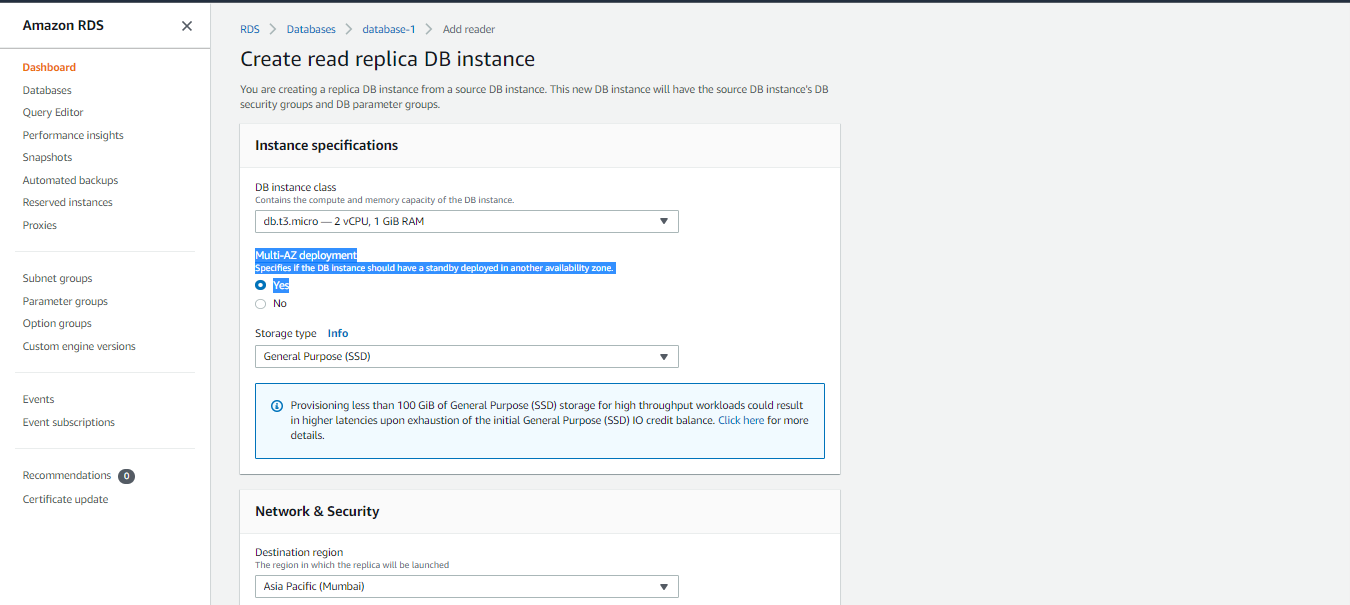 Amazon RDS
Dashboard
Databases
Query Editor
Performance insights
Snapshots
Automated backups
Reserved instances
Proxies
Subnet groups
Parameter groups
Option groups
Custom engine versions
Events
Event subscriptions
Recommendations 0
Certificate update
RDS > Databases > database-1 > Add reader
Create read replica DB instance
You are creating a replica DB instance from a source DB instance. This new DB instance will have the source DB instance's DB
security groups and DB parameter groups.
Instance specifications
DB instance class
Contains the compute and memory capacity of the DB instance.
db.t3.micro — 2 vCPU, 1 GiB RAM
Multi-AZ deployment
Specifies if the DB instance should have a standby deployed in another availability zone.
Yes
No
Storage type Info
General Purpose (SSD)
Provisioning less than 100 GiB of General Purpose (SSD) storage for high throughput workloads could result
in higher latencies upon exhaustion of the initial General Purpose (SSD) IO credit balance. Click here for more
details.
Network & Security
Destination region
The region in which the replica will be launched
Asia Pacific (Mumbai)